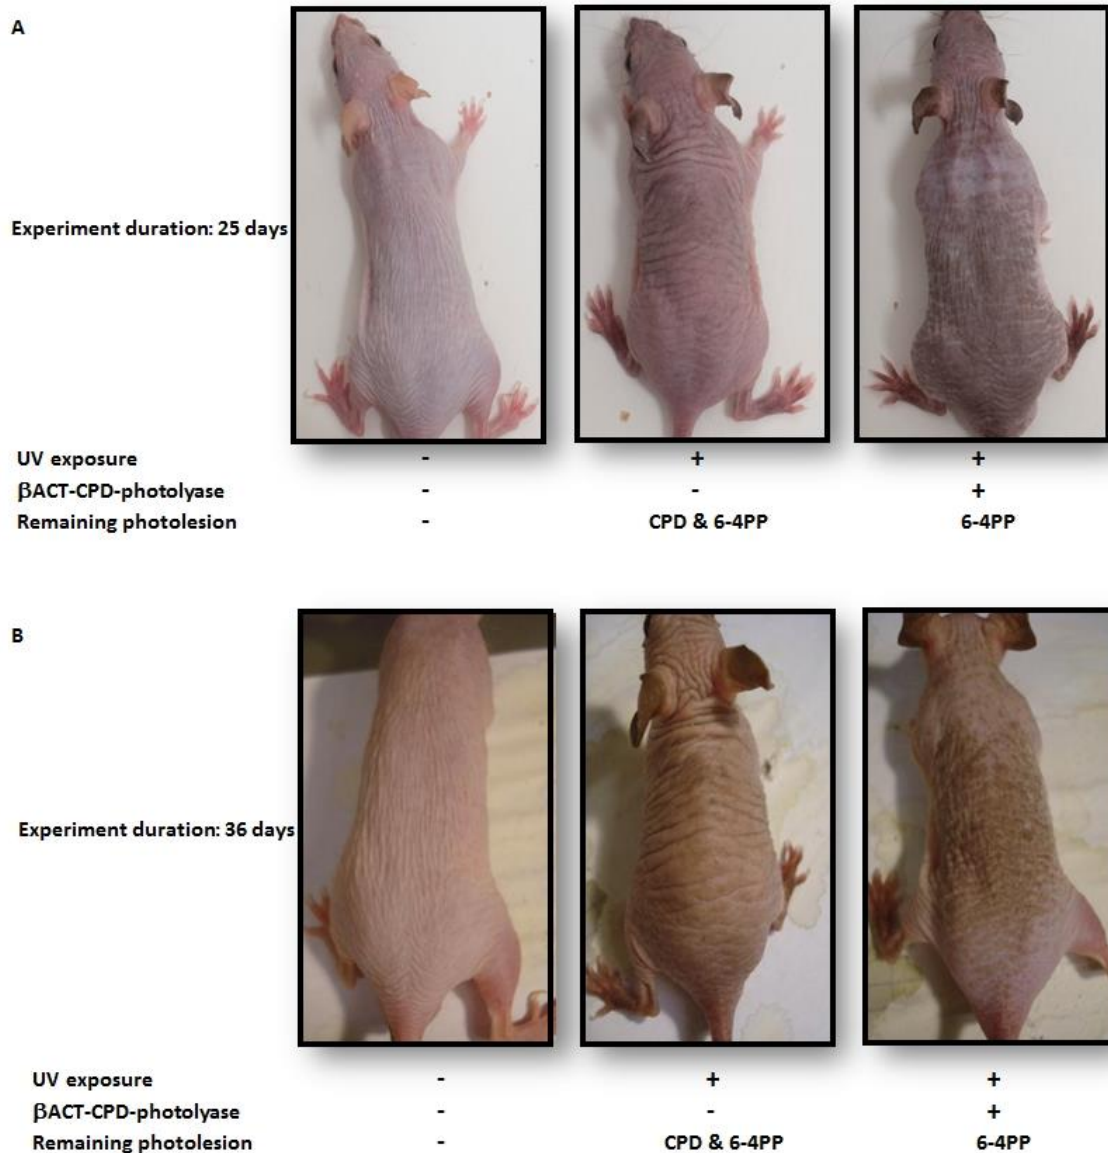 A
Experiment duration: 25 days
UV exposure - + +
βACT-CPD-photolyase - - +
Remaining photolesion - CPD & 6-4PP 6-4PP
B
Experiment duration: 36 days
UV exposure - + +
βACT-CPD-photolyase - - +
Remaining photolesion - CPD & 6-4PP 6-4PP